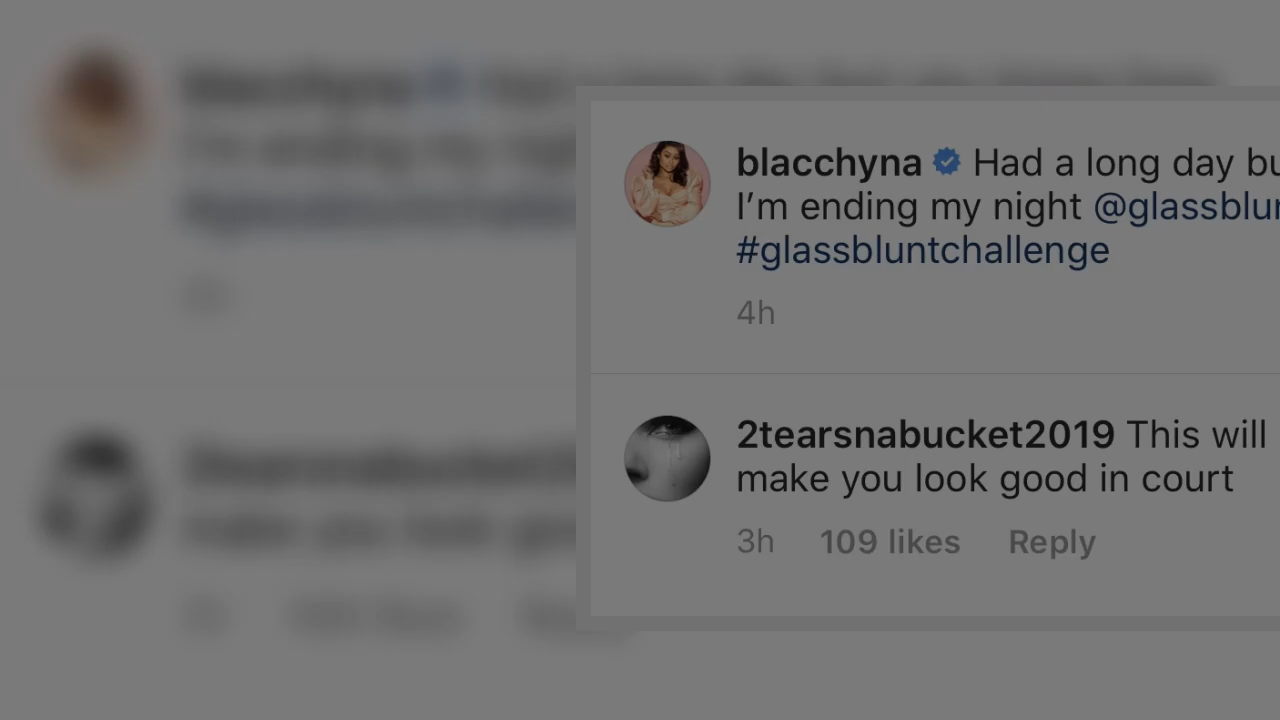 blacchyna Had a long day
I'm ending my night
#glassbluntchallenge
4h
2tearsnabucket2019 This will
make you look good in court
3h 109 likes Reply